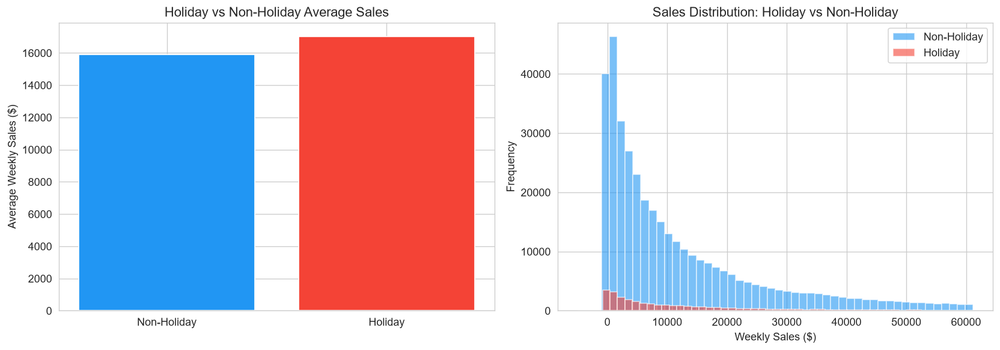 Holiday vs Non-Holiday Average Sales
Average Weekly Sales ($)
16000
14000
12000
10000
8000
6000
4000
2000
0
Non-Holiday
Holiday
Sales Distribution: Holiday vs Non-Holiday
Non-Holiday
Holiday
Frequency
40000
30000
20000
10000
0
0
10000
20000
30000
40000
50000
60000
Weekly Sales ($)